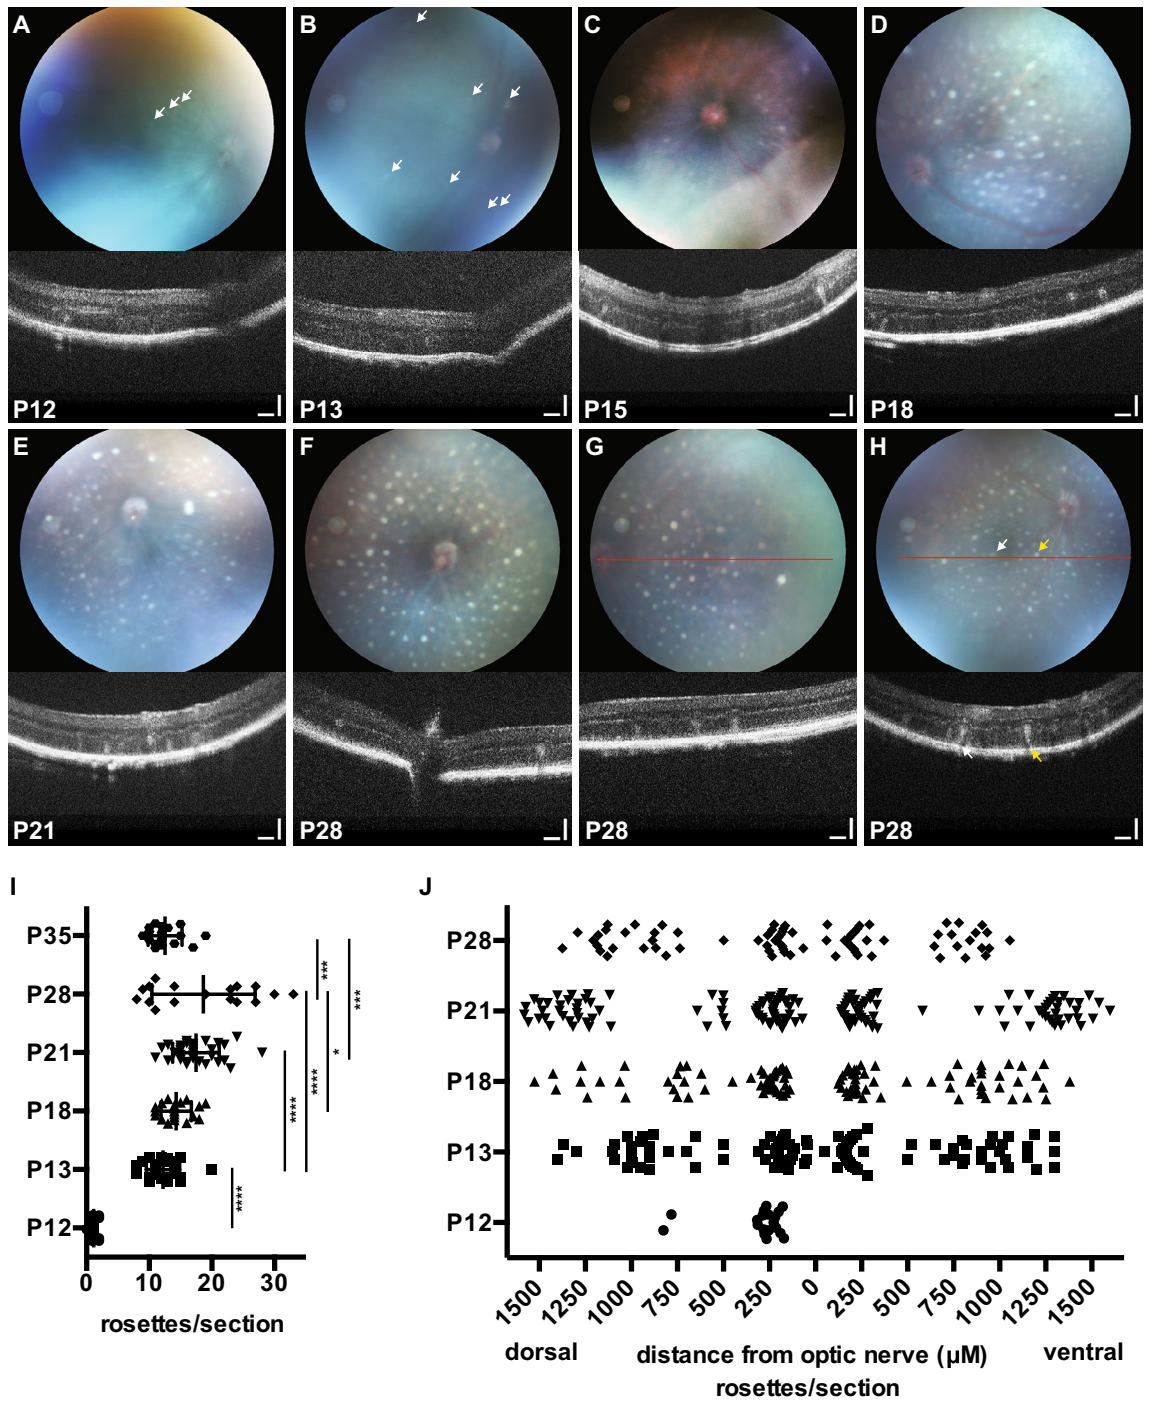 A
B
C
D
P12
P13
P15
P18
E
F
G
H
P21
P28
P28
P28
I
J
P35
P28
P21
P18
P13
P12
***
***
*
****
****
****
0 10 20 30
rosettes/section
P28
P21
P18
P13
P12
1500 1250 1000 750 500 250 0 250 500 750 1000 1250 1500
dorsal distance from optic nerve (µM) ventral
rosettes/section